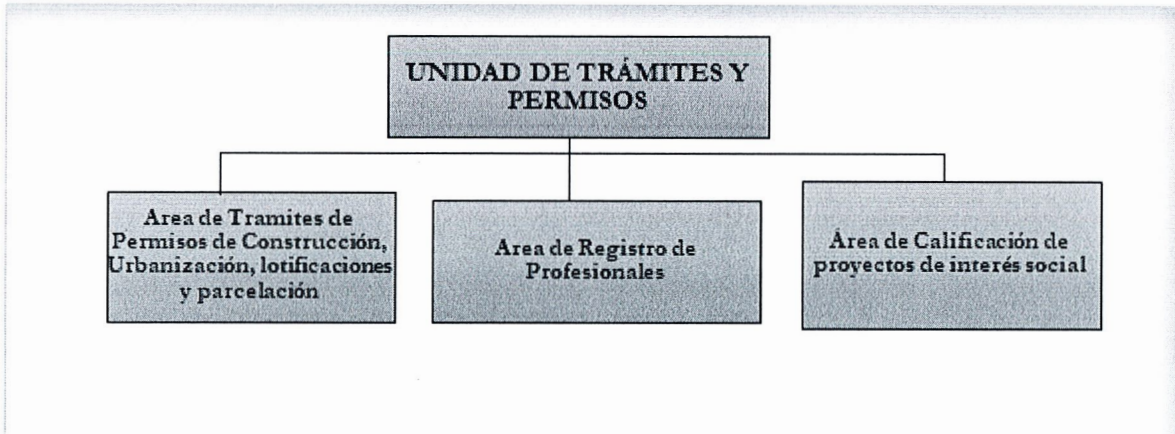 UNIDAD DE TRÁMITES Y
PERMISOS
Area de Tramites de
Permisos de Construcción,
Urbanización, lotificaciones
y parcelación
Area de Registro de
Profesionales
Área de Calificación de
proyectos de interés social